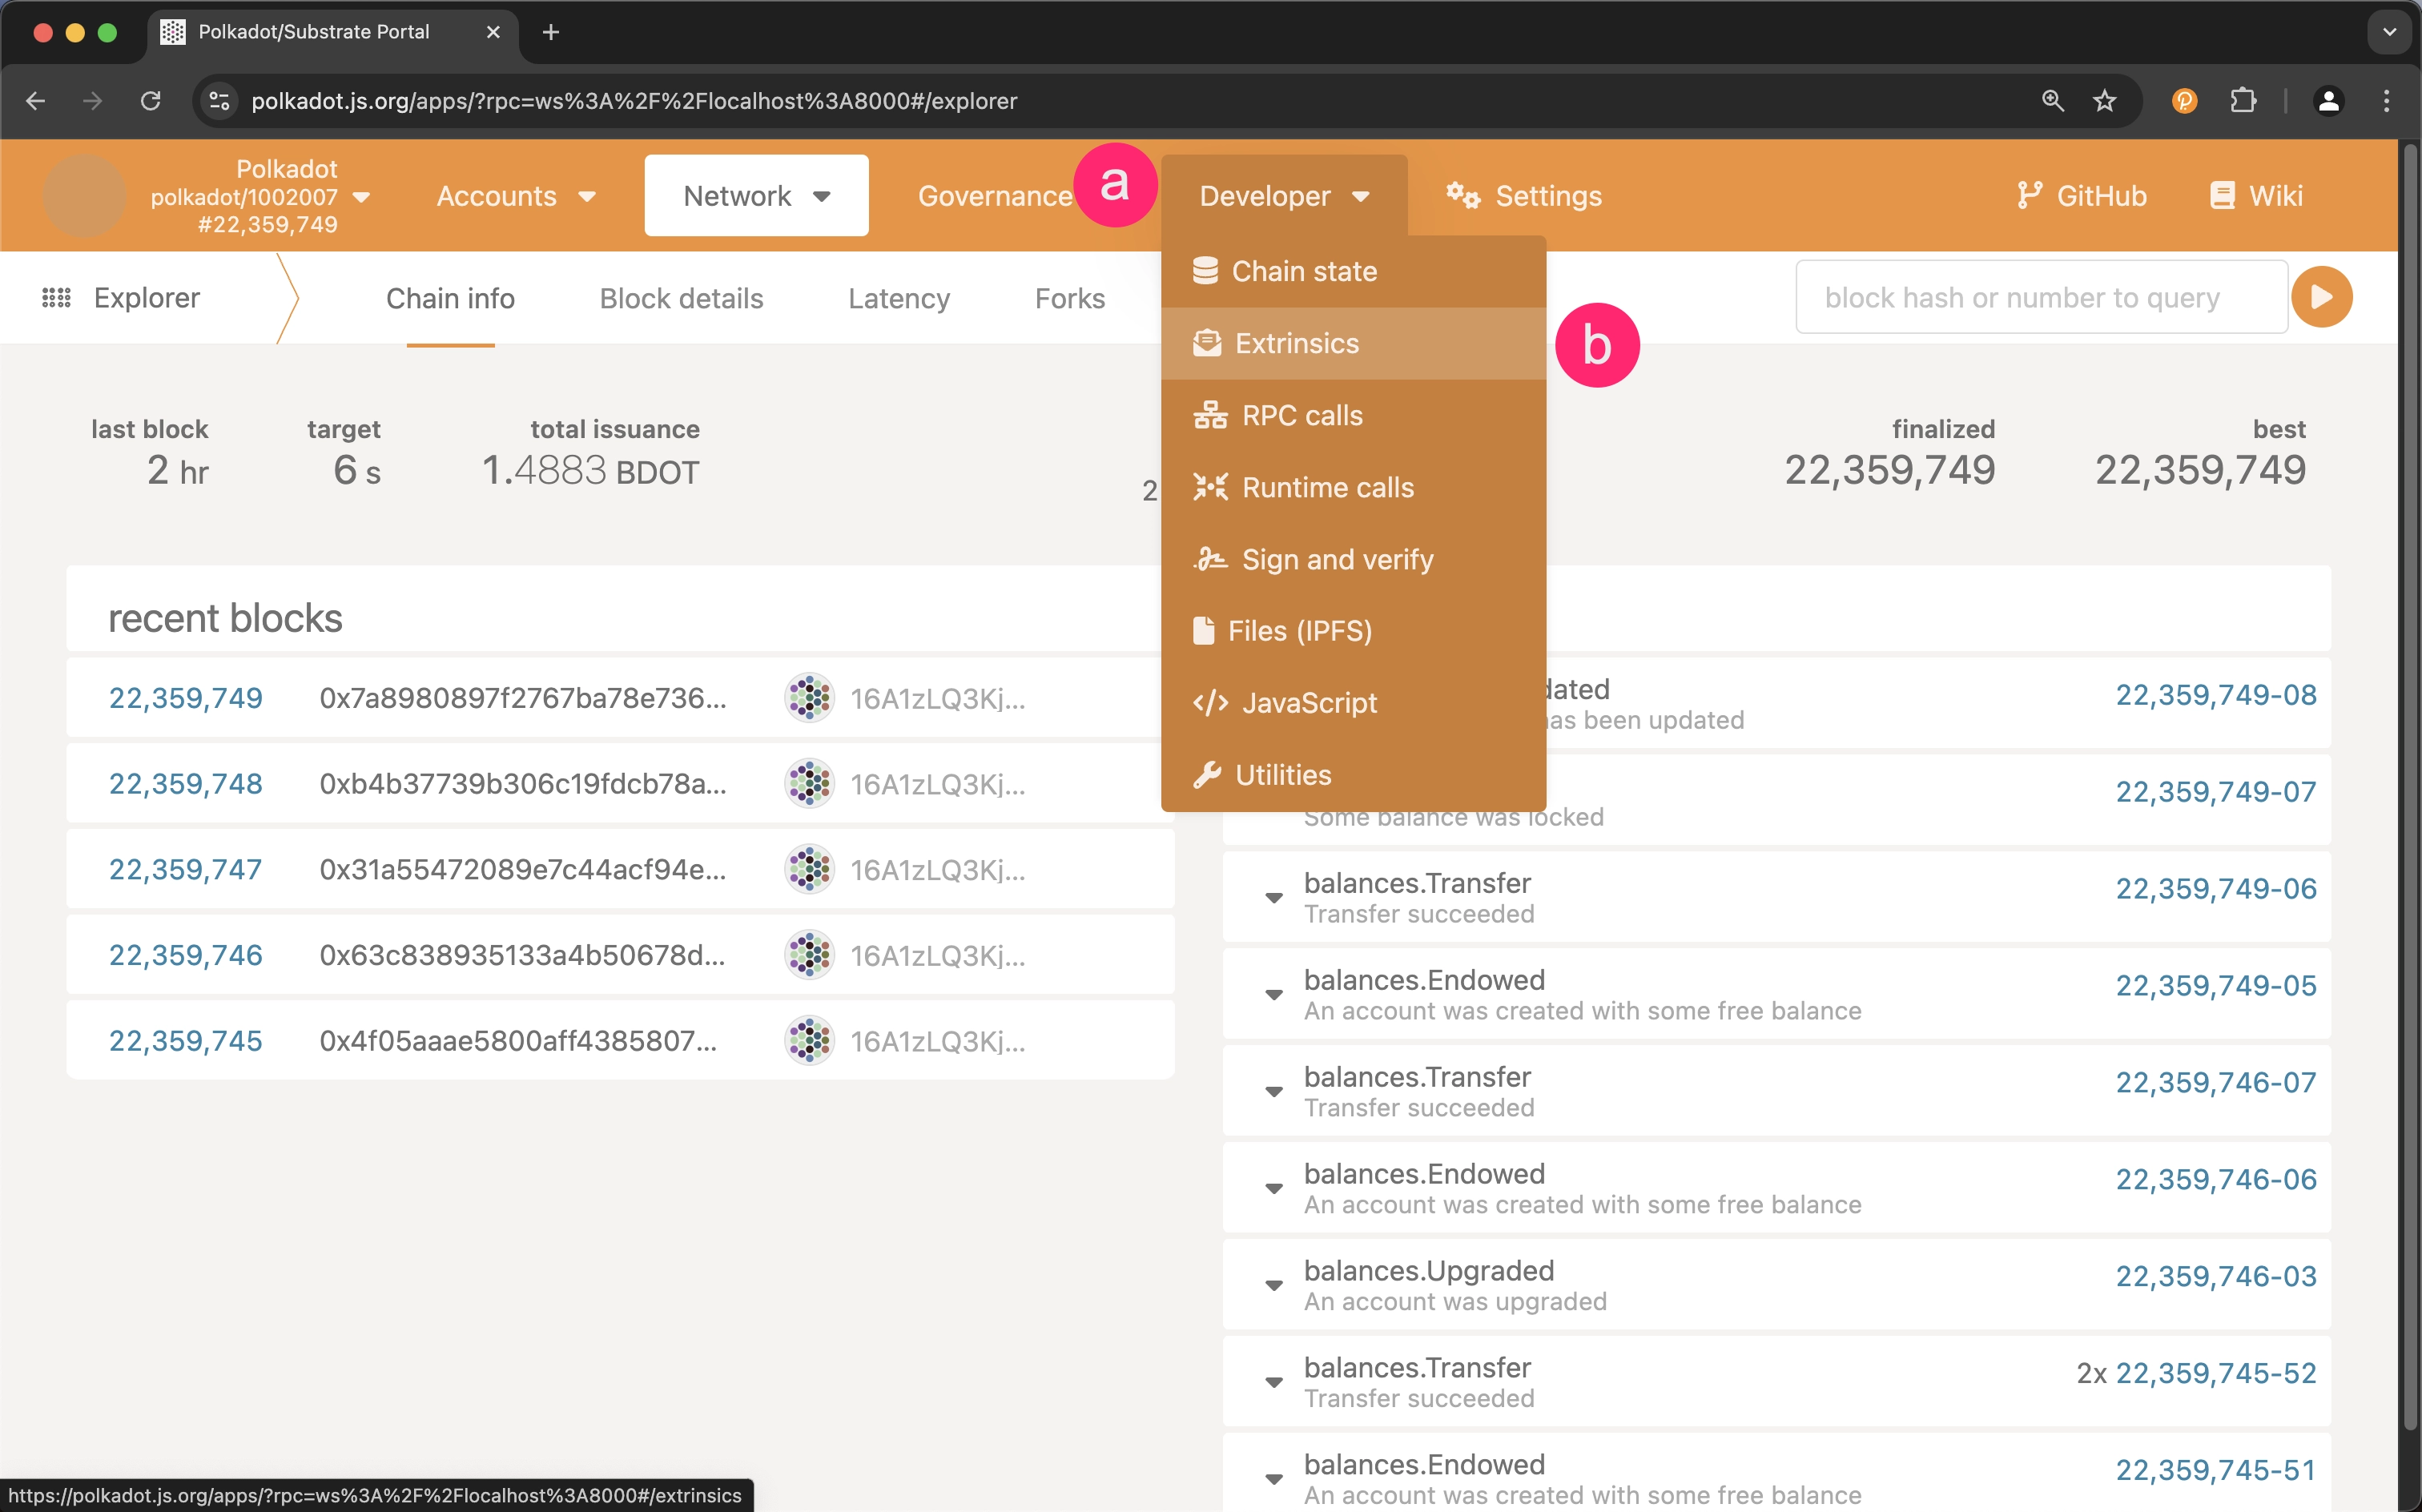 Polkadot/Substrate Portal
polkadot.js.org/apps/?rpc=ws%3A%2F%2Flocalhost%3A8000#/explorer
Polkadot
polkadot/1002007
#22,359,749
Accounts
Network
Governance
a
Developer
Settings
GitHub
Wiki
Explorer
Chain info
Block details
Latency
Forks
block hash or number to query
Chain state
Extrinsics
b
RPC calls
Runtime calls
Sign and verify
Files (IPFS)
JavaScript
Utilities
last block
2 hr
target
6 s
total issuance
1.4883 BDOT
2
finalized
22,359,749
best
22,359,749
recent blocks
22,359,749 0x7a8980897f2767ba78e736... 16A1zLQ3Kj...
22,359,748 0xb4b37739b306c19fdcb78a... 16A1zLQ3Kj...
22,359,747 0x31a55472089e7c44acf94e... 16A1zLQ3Kj...
22,359,746 0x63c838935133a4b50678d... 16A1zLQ3Kj...
22,359,745 0x4f05aaae5800aff4385807... 16A1zLQ3Kj...
22,359,749-08
been updated
22,359,749-07
Some balance was locked
balances.Transfer 22,359,749-06
Transfer succeeded
balances.Endowed 22,359,749-05
An account was created with some free balance
balances.Transfer 22,359,746-07
Transfer succeeded
balances.Endowed 22,359,746-06
An account was created with some free balance
balances.Upgraded 22,359,746-03
An account was upgraded
balances.Transfer 2x 22,359,745-52
Transfer succeeded
balances.Endowed 22,359,745-51
An account was created with some free balance
https://polkadot.js.org/apps/?rpc=ws%3A%2F%2Flocalhost%3A8000#/extrinsics